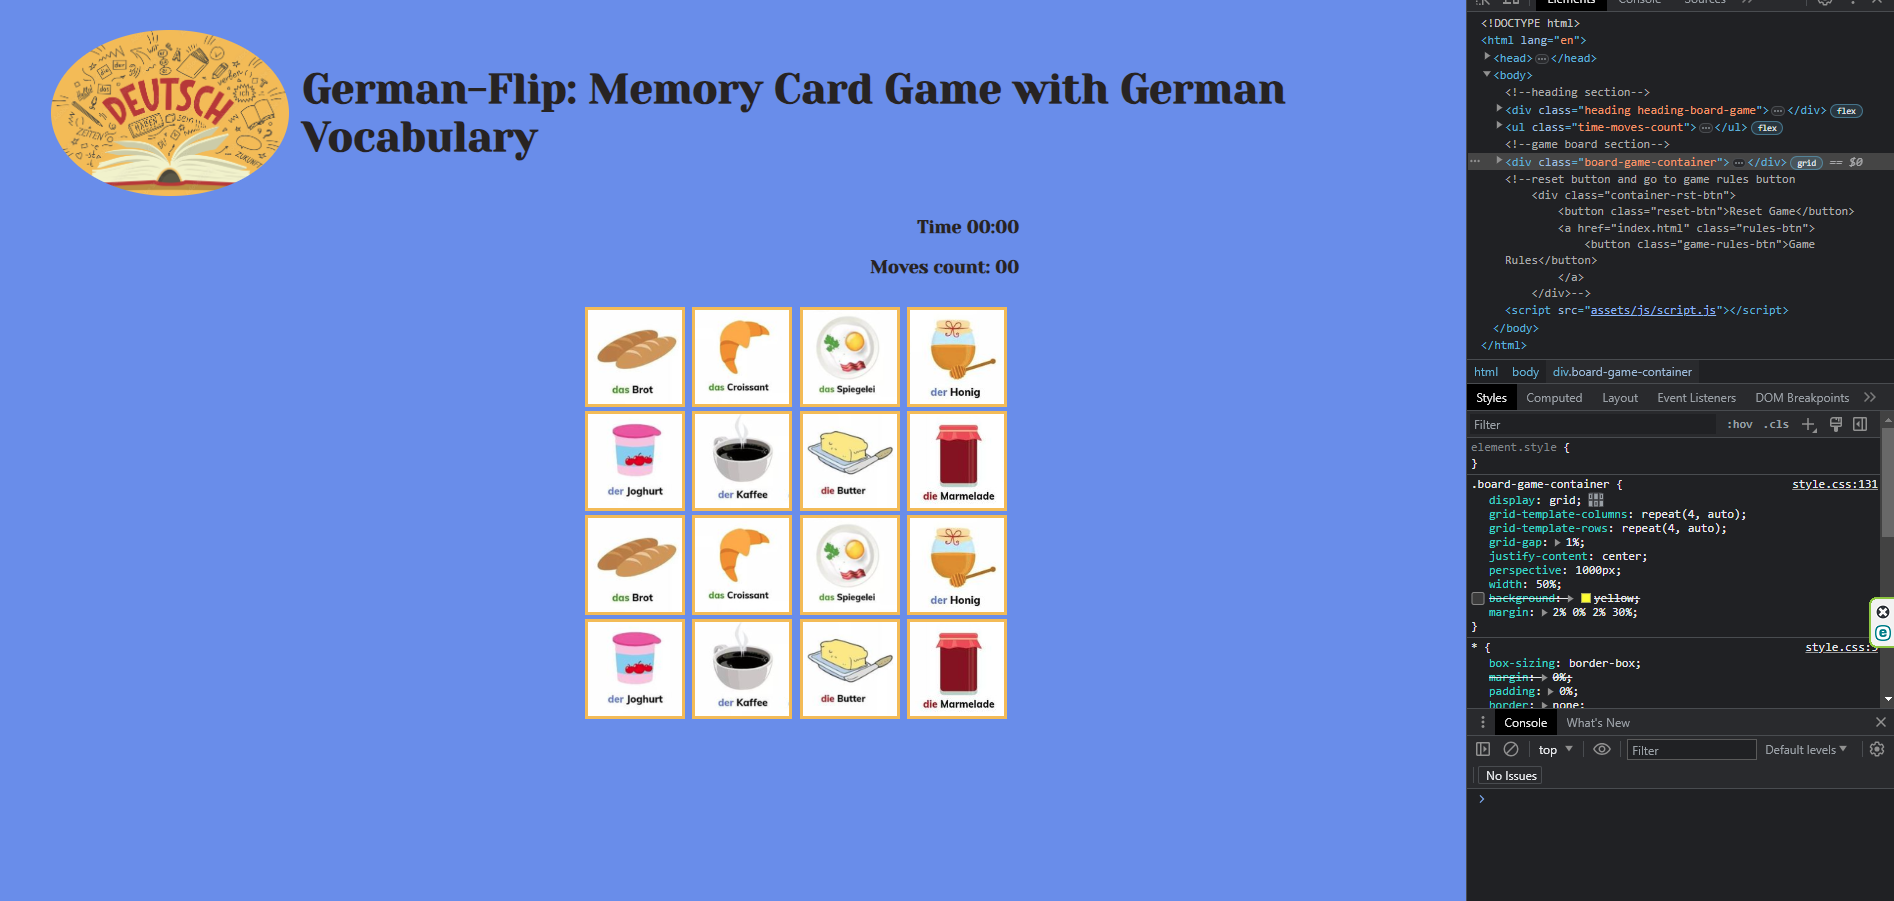 DEUTSCH
German-Flip: Memory Card Game with German
Vocabulary
Time 00:00
Moves count: 00
das Brot
das Croissant
das Spiegelei
der Honig
der Joghurt
der Kaffee
die Butter
die Marmelade
das Brot
das Croissant
das Spiegelei
der Honig
der Joghurt
der Kaffee
die Butter
die Marmelade
Elements Console Sources
<!DOCTYPE html>
<html lang="en">
<head> </head>
<body>
<!--heading section-->
<div class="heading heading-board-game"> </div> flex
<ul class="time-moves-count"> </ul> flex
<!--game board section-->
<div class="board-game-container"> </div> grid == $0
<!--reset button and go to game rules button
<div class="container-rst-btn">
<button class="reset-btn">Reset Game</button>
<a href="index.html" class="rules-btn">
<button class="game-rules-btn">Game
Rules</button>
</a>
</div>-->
<script src="assets/js/script.js"></script>
</body>
</html>
html body div.board-game-container
Styles Computed Layout Event Listeners DOM Breakpoints
Filter :hov .cls
element.style {
}
.board-game-container { style.css:131
display: grid;
grid-template-columns: repeat(4, auto);
grid-template-rows: repeat(4, auto);
grid-gap: 1%;
justify-content: center;
perspective: 1000px;
width: 50%;
background: yellow;
margin: 2% 0% 2% 30%;
}
* {
box-sizing: border-box;
margin: 0%;
padding: 0%;
border: none;
Console What's New
top Filter Default levels
No Issues